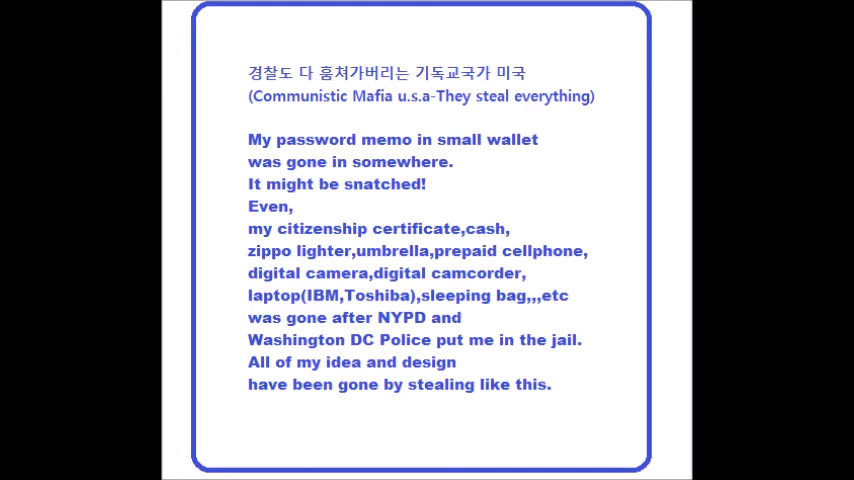 경찰도 다 훔쳐가버리는 기독교국가 미국
(Communistic Mafia u.s.a-They steal everything)
My password memo in small wallet
was gone in somewhere.
It might be snatched!
Even,
my citizenship certificate,cash,
zippo lighter,umbrella,prepaid cellphone,
digital camera,digital camcorder,
laptop(IBM,Toshiba),sleeping bag,,,etc
was gone after NYPD and
Washington DC Police put me in the jail.
All of my idea and design
have been gone by stealing like this.